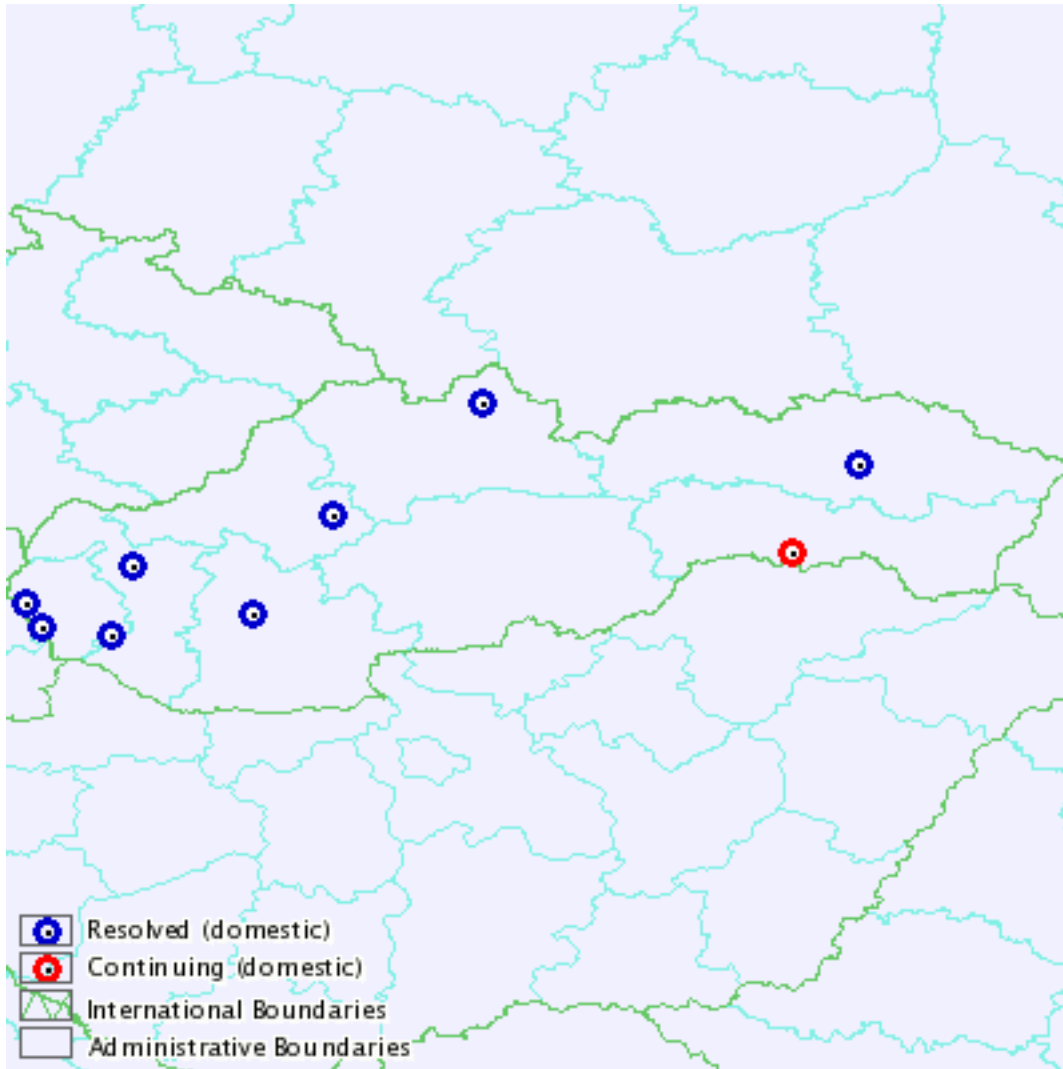 Resolved (domestic)
Continuing (domestic)
International Boundaries
Administrative Boundaries